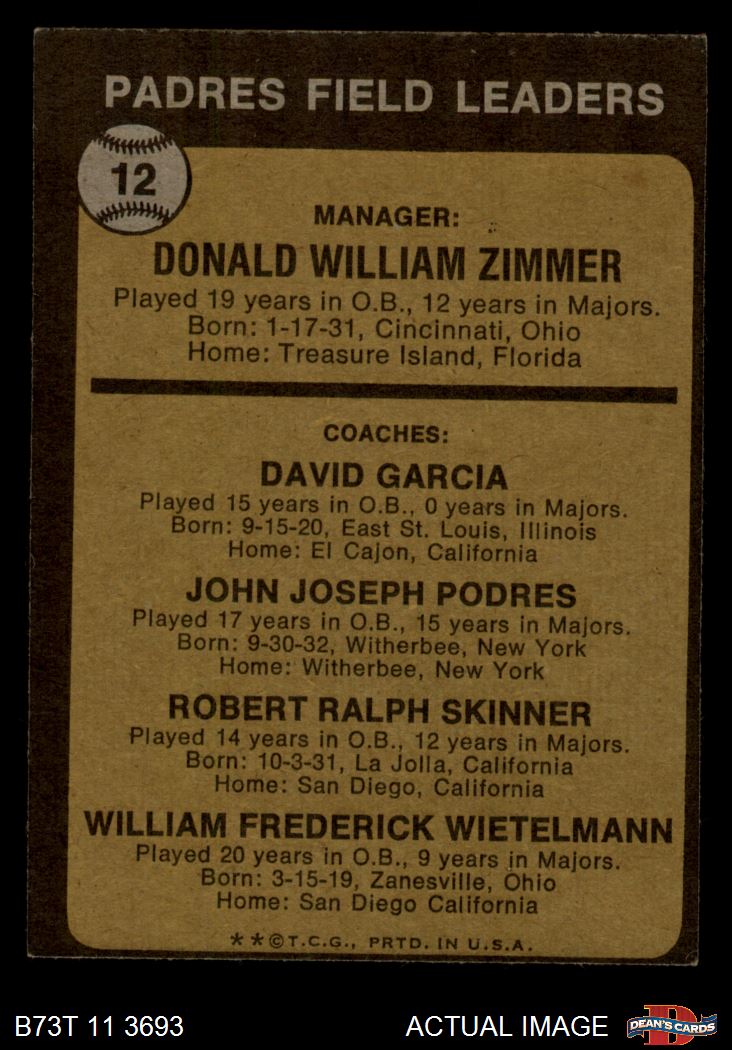 PADRES FIELD LEADERS
12
MANAGER:
DONALD WILLIAM ZIMMER
Played 19 years in O.B., 12 years in Majors.
Born: 1-17-31, Cincinnati, Ohio
Home: Treasure Island, Florida
COACHES:
DAVID GARCIA
Played 15 years in O.B., 0 years in Majors.
Born: 9-15-20, East St. Louis, Illinois
Home: El Cajon, California
JOHN JOSEPH PODRES
Played 17 years in O.B., 15 years in Majors.
Born: 9-30-32, Witherbee, New York
Home: Witherbee, New York
ROBERT RALPH SKINNER
Played 14 years in O.B., 12 years in Majors.
Born: 10-3-31, La Jolla, California
Home: San Diego, California
WILLIAM FREDERICK WIETELMANN
Played 20 years in O.B., 9 years in Majors.
Born: 3-15-19, Zanesville, Ohio
Home: San Diego California
**©T.C.G., PRTD. IN U.S.A.
B73T 11 3693 ACTUAL IMAGE
D
DEAN'S CARDS